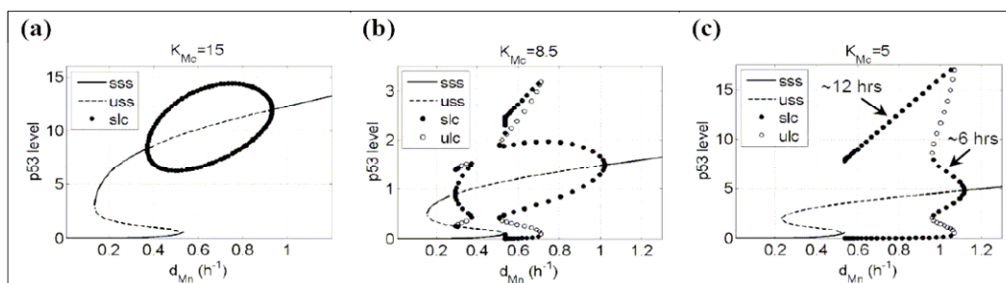 (a)
K_Mc=15
p53 level
15
10
5
0
sss
uss
slc
0.2 0.4 0.6 0.8 1
d_Mn (h⁻¹)
(b)
K_Mc=8.5
p53 level
4
3
2
1
0
sss
uss
slc
ulc
0.2 0.4 0.6 0.8 1 1.2
d_Mn (h⁻¹)
(c)
K_Mc=5
p53 level
15
10
5
0
sss
uss
slc
ulc
~12 hrs
~6 hrs
0.2 0.4 0.6 0.8 1 1.2
d_Mn (h⁻¹)